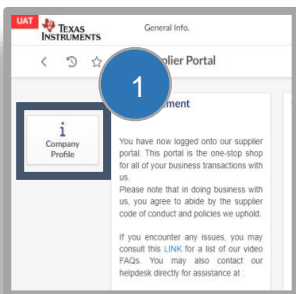 UAT
TEXAS
INSTRUMENTS
General Info.
plier Portal
1
ement
i
Company
Profile
You have now logged onto our supplier
portal. This portal is the one-stop shop
for all of your business transactions with
us.
Please note that in doing business with
us, you agree to abide by the supplier
code of conduct and policies we uphold.
If you encounter any issues, you may
consult this LINK for a list of our video
FAQs. You may also contact our
helpdesk directly for assistance at :